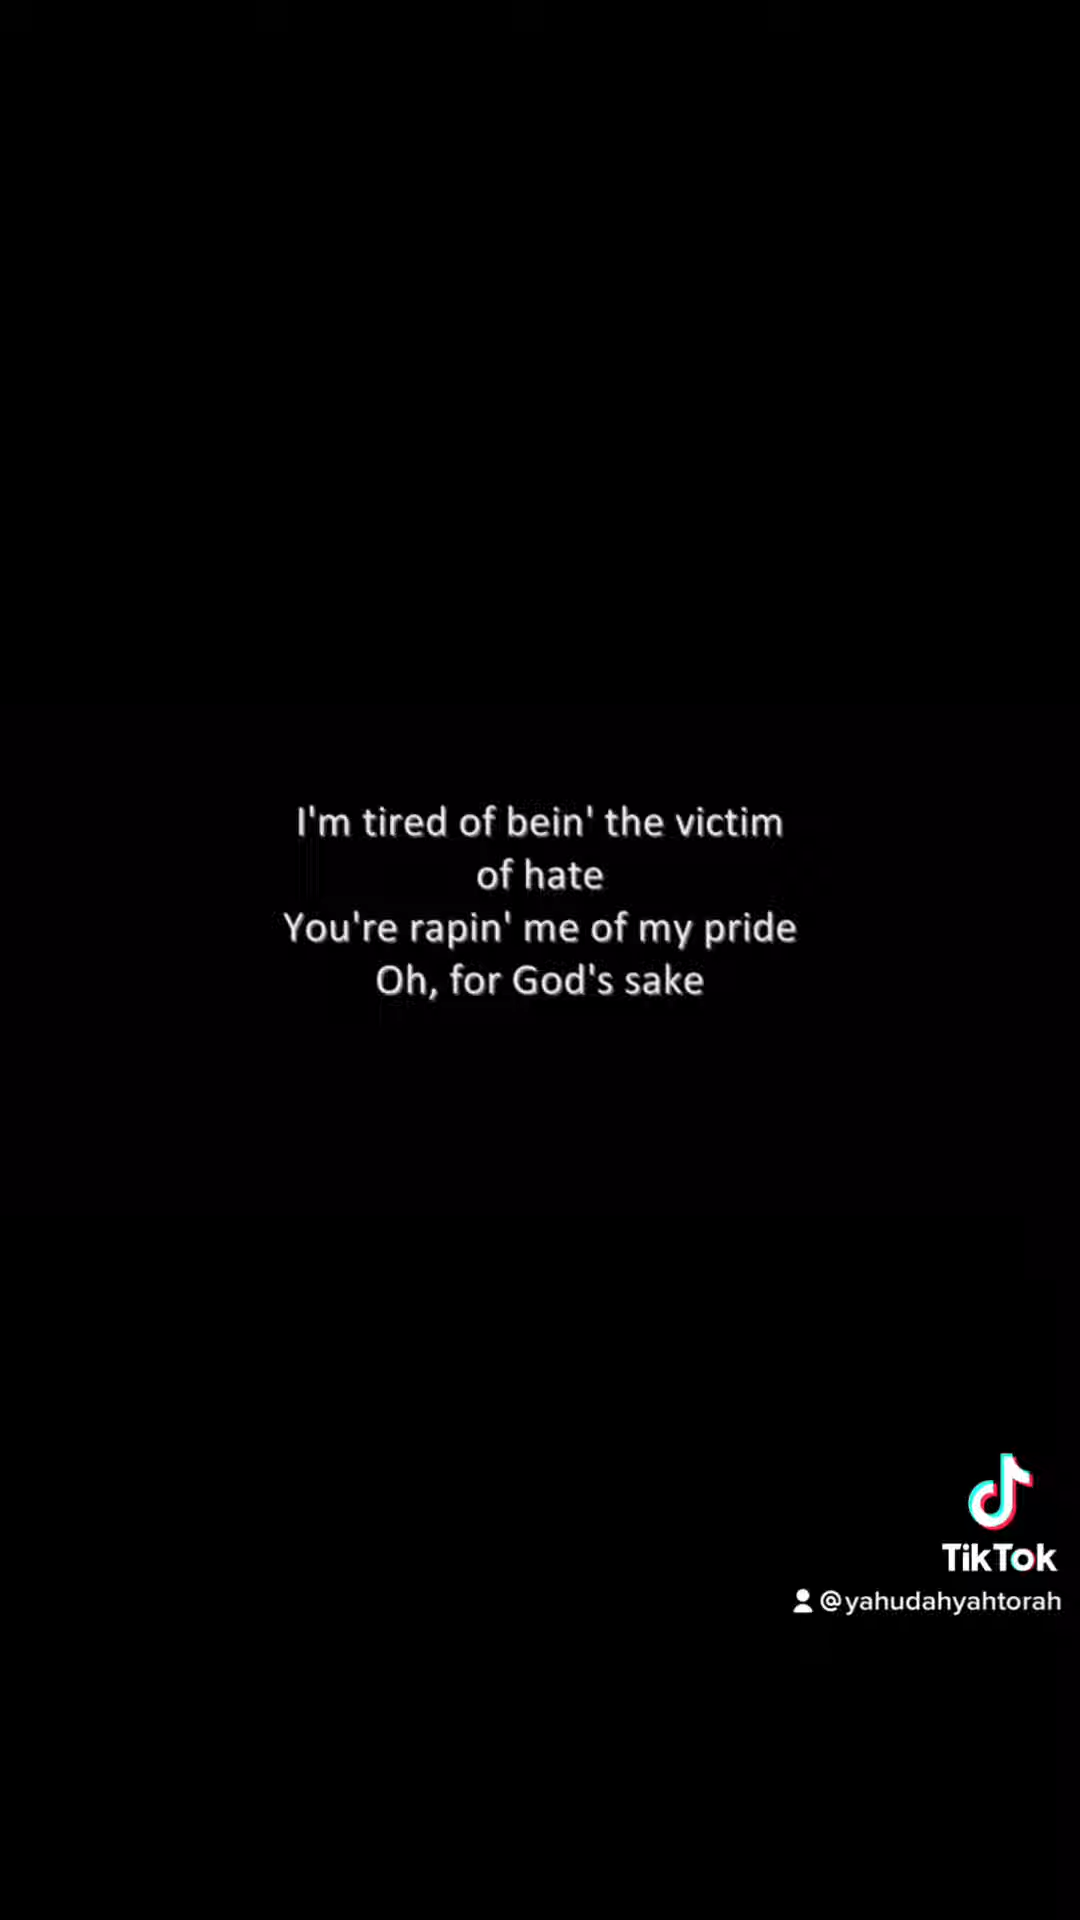 I'm tired of bein' the victim
of hate
You're rapin' me of my pride
Oh, for God's sake
TikTok
@yahudahyahtorah